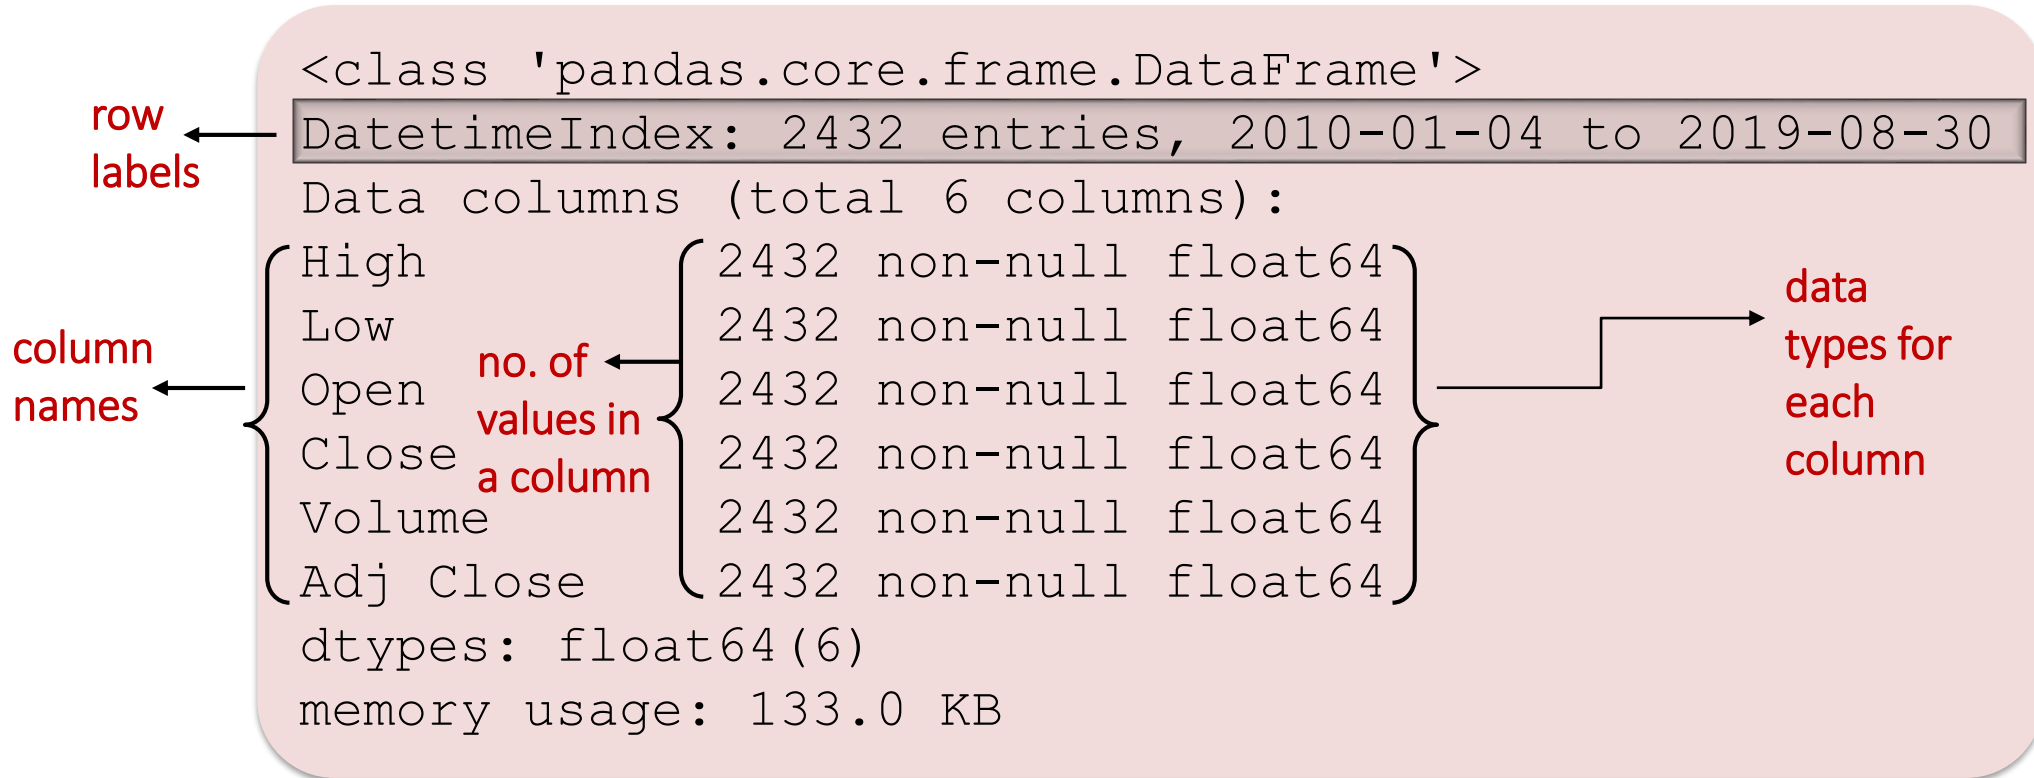 <class 'pandas.core.frame.DataFrame'>
row
labels
DatetimeIndex: 2432 entries, 2010-01-04 to 2019-08-30
Data columns (total 6 columns):
High 2432 non-null float64
Low 2432 non-null float64
Open 2432 non-null float64
Close 2432 non-null float64
Volume 2432 non-null float64
Adj Close 2432 non-null float64
column
names
no. of
values in
a column
data
types for
each
column
dtypes: float64(6)
memory usage: 133.0 KB